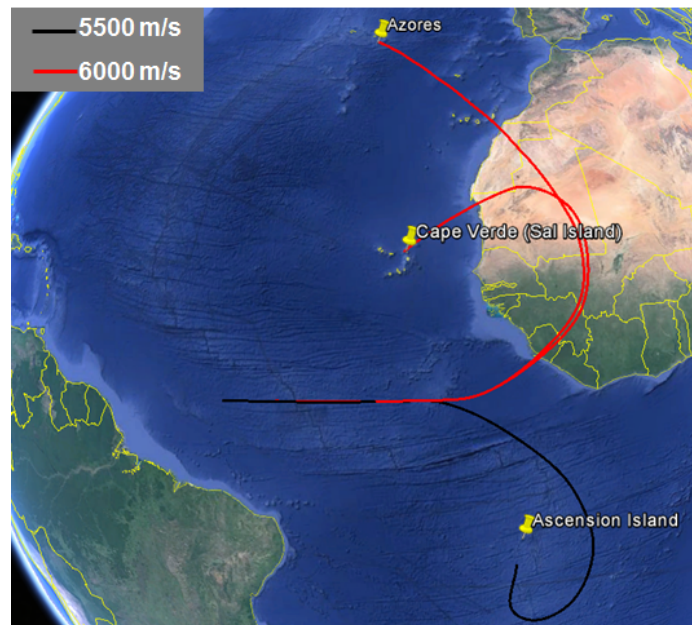 5500 m/s
6000 m/s
Azores
Cape Verde (Sal Island)
Ascension Island